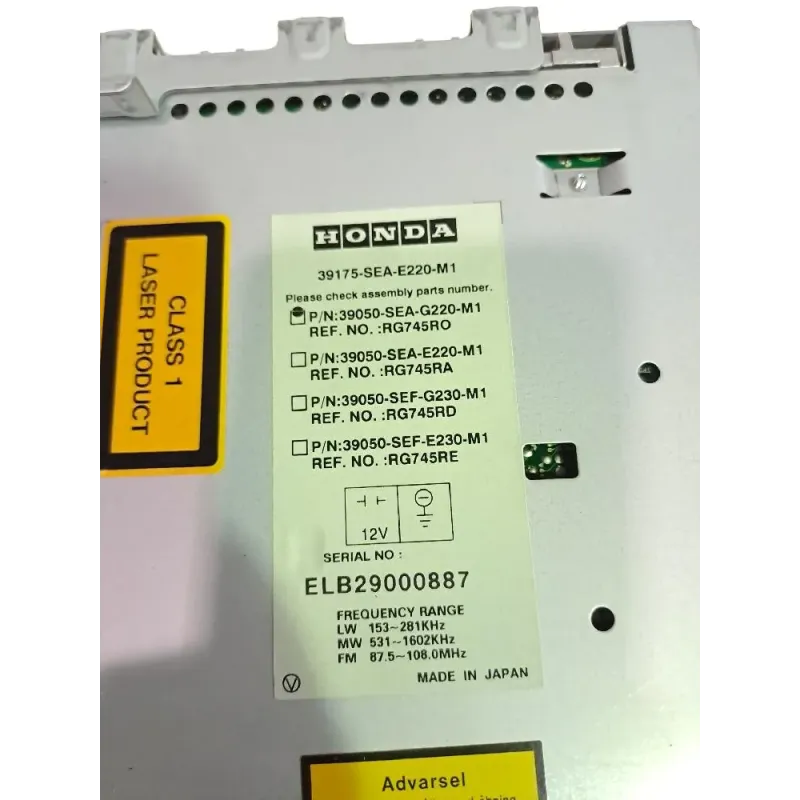 CLASS 1
LASER PRODUCT
HONDA
39175-SEA-E220-M1
Please check assembly parts number.
P/N:39050-SEA-G220-M1
REF. NO. :RG745RO
P/N:39050-SEA-E220-M1
REF. NO. :RG745RA
P/N:39050-SEF-G230-M1
REF. NO. :RG745RD
P/N:39050-SEF-E230-M1
REF. NO. :RG745RE
12V
SERIAL NO :
ELB29000887
FREQUENCY RANGE
LW 153~281KHz
MW 531~1602KHz
FM 87.5~108.0MHz
V
MADE IN JAPAN
Advarsel